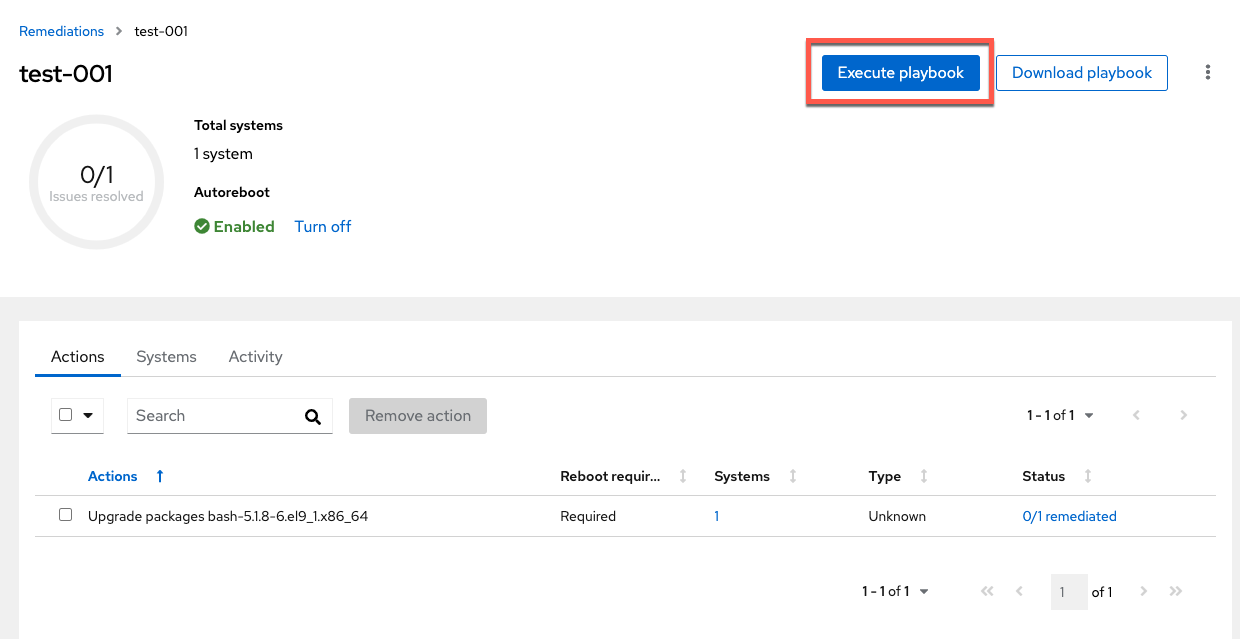 Remediations > test-001
test-001
Execute playbook
Download playbook
0/1
Issues resolved
Total systems
1 system
Autoreboot
Enabled Turn off
Actions Systems Activity
Search
Remove action
1 - 1 of 1
Actions Reboot requir... Systems Type Status
Upgrade packages bash-5.1.8-6.el9_1.x86_64 Required 1 Unknown 0/1 remediated
1 - 1 of 1
1 of 1